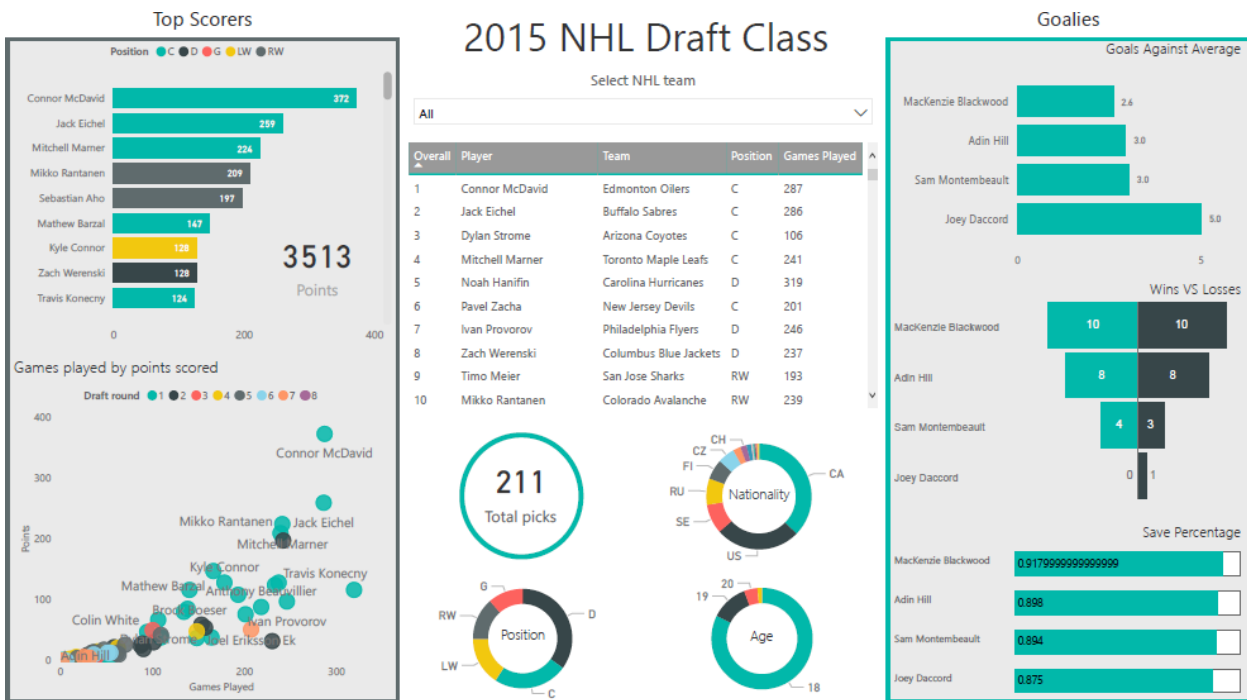 Top Scorers
Position C D G LW RW
Connor McDavid 372
Jack Eichel 259
Mitchell Marner 224
Mikko Rantanen 209
Sebastian Aho 197
Mathew Barzal 147
Kyle Connor 128
Zach Werenski 128
Travis Konecny 124
3513
Points
0 200 400
Games played by points scored
Draft round 1 2 3 4 5 6 7 8
400
300
200
100
0
Points
Connor McDavid
Mikko Rantanen Jack Eichel
Mitchell Marner
Kyle Connor
Travis Konecny
Mathew Barzal
Anthony Beauvillier
Brock Boeser
Colin White
Ivan Provorov
Dylan Strome
Joel Eriksson Ek
Adin Hill
0 100 200 300
Games Played
2015 NHL Draft Class
Select NHL team
All
Overall Player Team Position Games Played
1 Connor McDavid Edmonton Oilers C 287
2 Jack Eichel Buffalo Sabres C 286
3 Dylan Strome Arizona Coyotes C 106
4 Mitchell Marner Toronto Maple Leafs C 241
5 Noah Hanifin Carolina Hurricanes D 319
6 Pavel Zacha New Jersey Devils C 201
7 Ivan Provorov Philadelphia Flyers D 246
8 Zach Werenski Columbus Blue Jackets D 237
9 Timo Meier San Jose Sharks RW 193
10 Mikko Rantanen Colorado Avalanche RW 239
211
Total picks
Nationality
CH
CZ
FI
RU
SE
US
CA
Position
G
RW
LW
C
D
Age
20
19
18
Goalies
Goals Against Average
MacKenzie Blackwood 2.6
Adin Hill 3.0
Sam Montembeault 3.0
Joey Daccord 5.0
0 5
Wins VS Losses
MacKenzie Blackwood 10 10
Adin Hill 8 8
Sam Montembeault 4 3
Joey Daccord 0 1
Save Percentage
MacKenzie Blackwood 0.9179999999999999
Adin Hill 0.898
Sam Montembeault 0.894
Joey Daccord 0.875